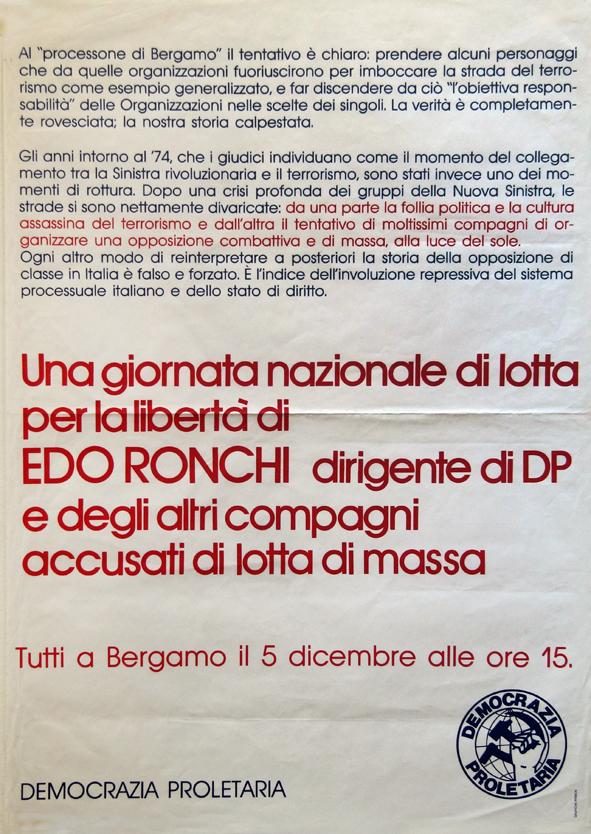 Al "processone di Bergamo" il tentativo è chiaro: prendere alcuni personaggi
che da quelle organizzazioni fuoriuscirono per imboccare la strada del terro-
rismo come esempio generalizzato, e far discendere da ciò "l'obiettiva respon-
sabilità" delle Organizzazioni nelle scelte dei singoli. La verità è completamen-
te rovesciata; la nostra storia calpestata.
Gli anni intorno al '74, che i giudici individuano come il momento del collega-
mento tra la Sinistra rivoluzionaria e il terrorismo, sono stati invece uno dei mo-
menti di rottura. Dopo una crisi profonda dei gruppi della Nuova Sinistra, le
strade si sono nettamente divaricate: da una parte la follia politica e la cultura
assassina del terrorismo e dall'altra il tentativo di moltissimi compagni di or-
ganizzare una opposizione combattiva e di massa, alla luce del sole.
Ogni altro modo di reinterpretare a posteriori la storia della opposizione di
classe in Italia è falso e forzato. È l'indice dell'involuzione repressiva del sistema
processuale italiano e dello stato di diritto.
Una giornata nazionale di lotta
per la libertà di
EDO RONCHI dirigente di DP
e degli altri compagni
accusati di lotta di massa
Tutti a Bergamo il 5 dicembre alle ore 15.
DEMOCRAZIA
PROLETARIA
DEMOCRAZIA PROLETARIA